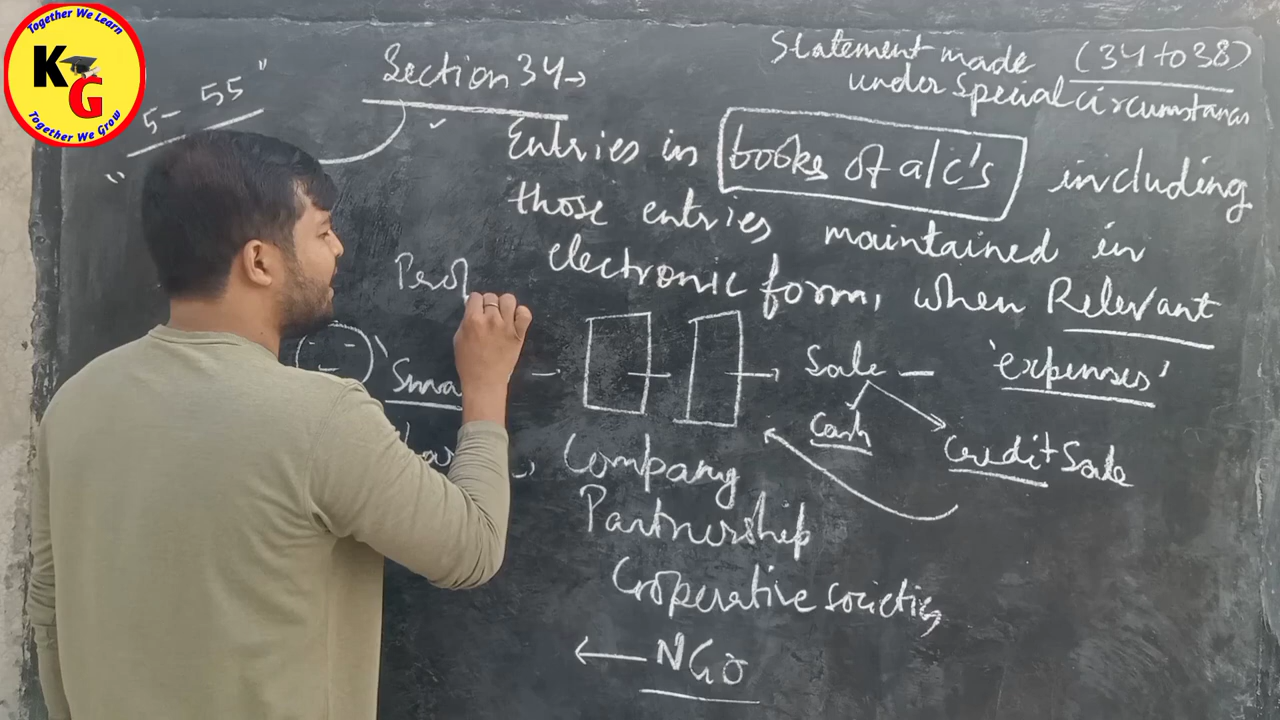 Together We Learn
KG
Together We Grow
5 - 55"
Section 34→
Statement made (34 to 38)
under special circumstances
Entries in books of a/c's including
those entries maintained in
electronic form, when Relevant
Prof
Sma
→ Sale — 'expenses'
Cash
Credit Sale
Company
Partnership
Cooperative societies
← NGO